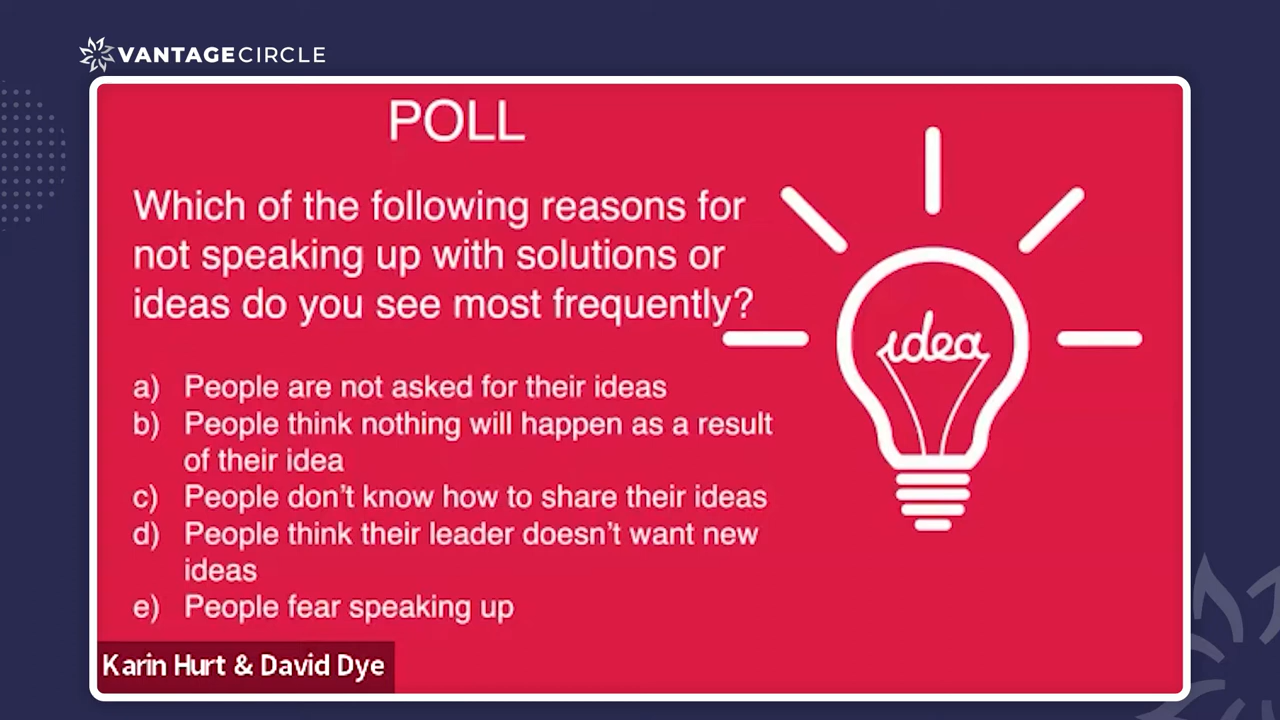 VANTAGECIRCLE
POLL
Which of the following reasons for
not speaking up with solutions or
ideas do you see most frequently?
idea
a) People are not asked for their ideas
b) People think nothing will happen as a result
of their idea
c) People don't know how to share their ideas
d) People think their leader doesn't want new
ideas
e) People fear speaking up
Karin Hurt & David Dye